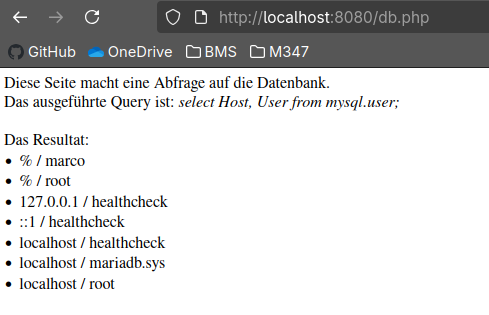 http://localhost:8080/db.php
GitHub OneDrive BMS M347
Diese Seite macht eine Abfrage auf die Datenbank.
Das ausgeführte Query ist: select Host, User from mysql.user;
Das Resultat:
• % / marco
• % / root
• 127.0.0.1 / healthcheck
• ::1 / healthcheck
• localhost / healthcheck
• localhost / mariadb.sys
• localhost / root